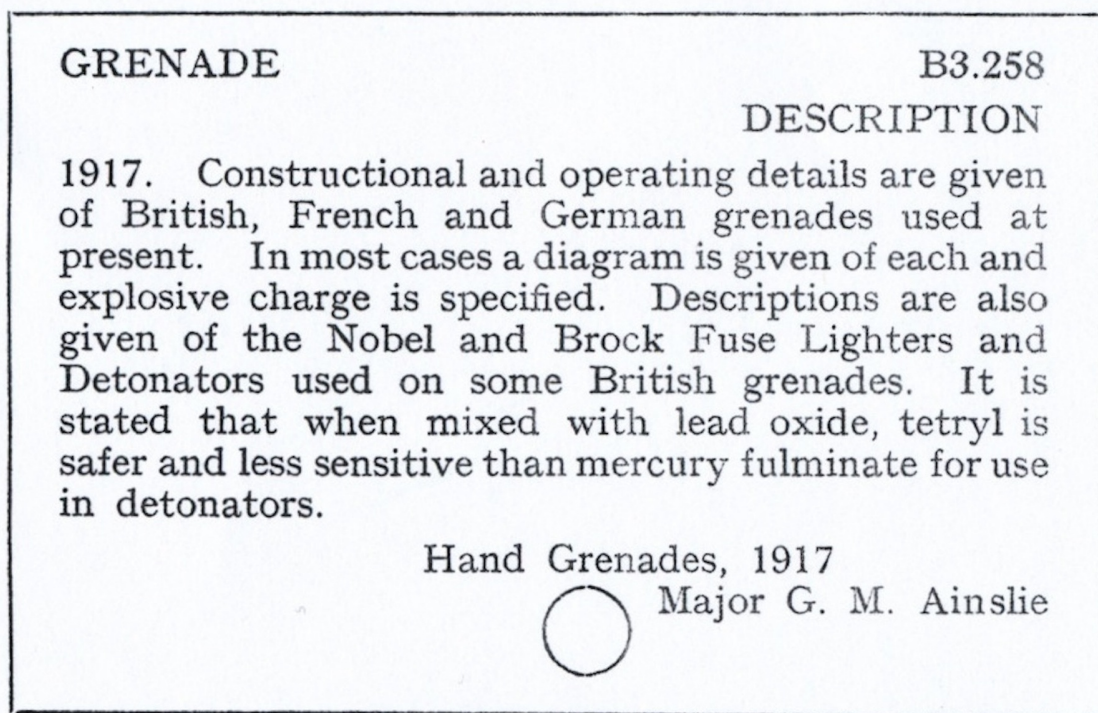 GRENADE B3.258
DESCRIPTION
1917. Constructional and operating details are given
of British, French and German grenades used at
present. In most cases a diagram is given of each and
explosive charge is specified. Descriptions are also
given of the Nobel and Brock Fuse Lighters and
Detonators used on some British grenades. It is
stated that when mixed with lead oxide, tetryl is
safer and less sensitive than mercury fulminate for use
in detonators.
Hand Grenades, 1917
Major G. M. Ainslie